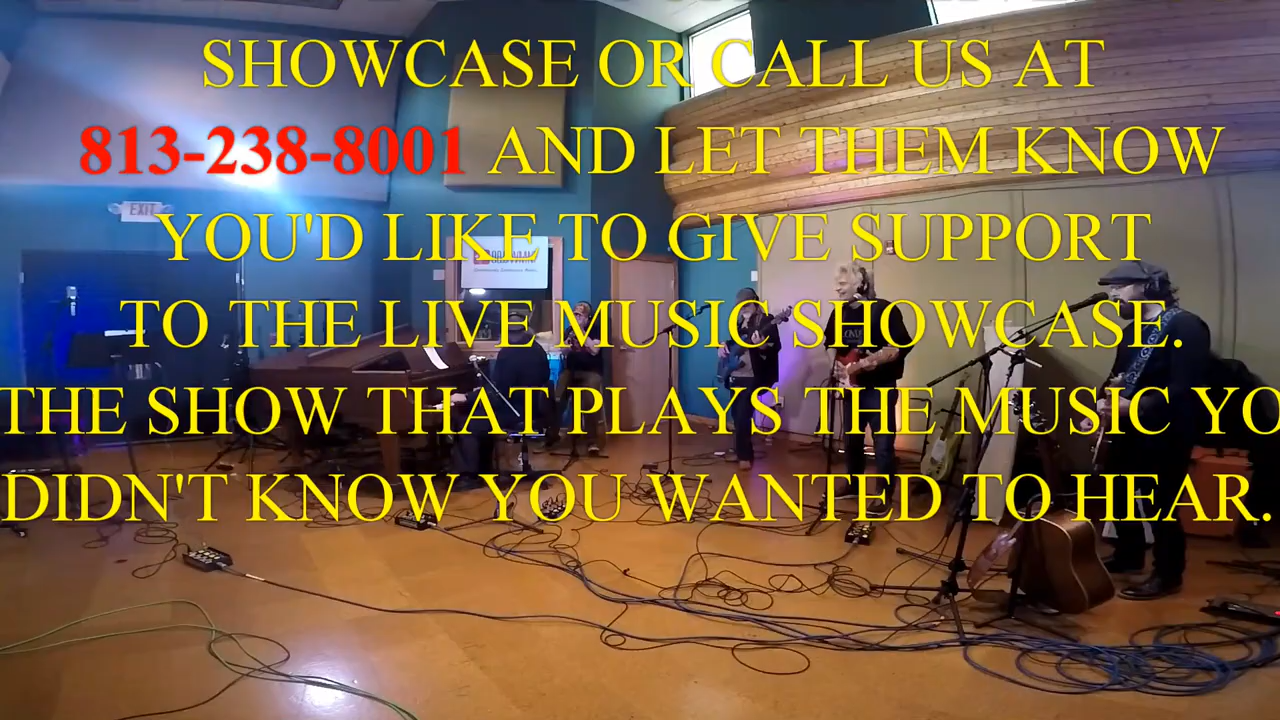 SHOWCASE OR CALL US AT
813-238-8001 AND LET THEM KNOW
YOU'D LIKE TO GIVE SUPPORT
TO THE LIVE MUSIC SHOWCASE.
THE SHOW THAT PLAYS THE MUSIC YO
DIDN'T KNOW YOU WANTED TO HEAR.
EXIT